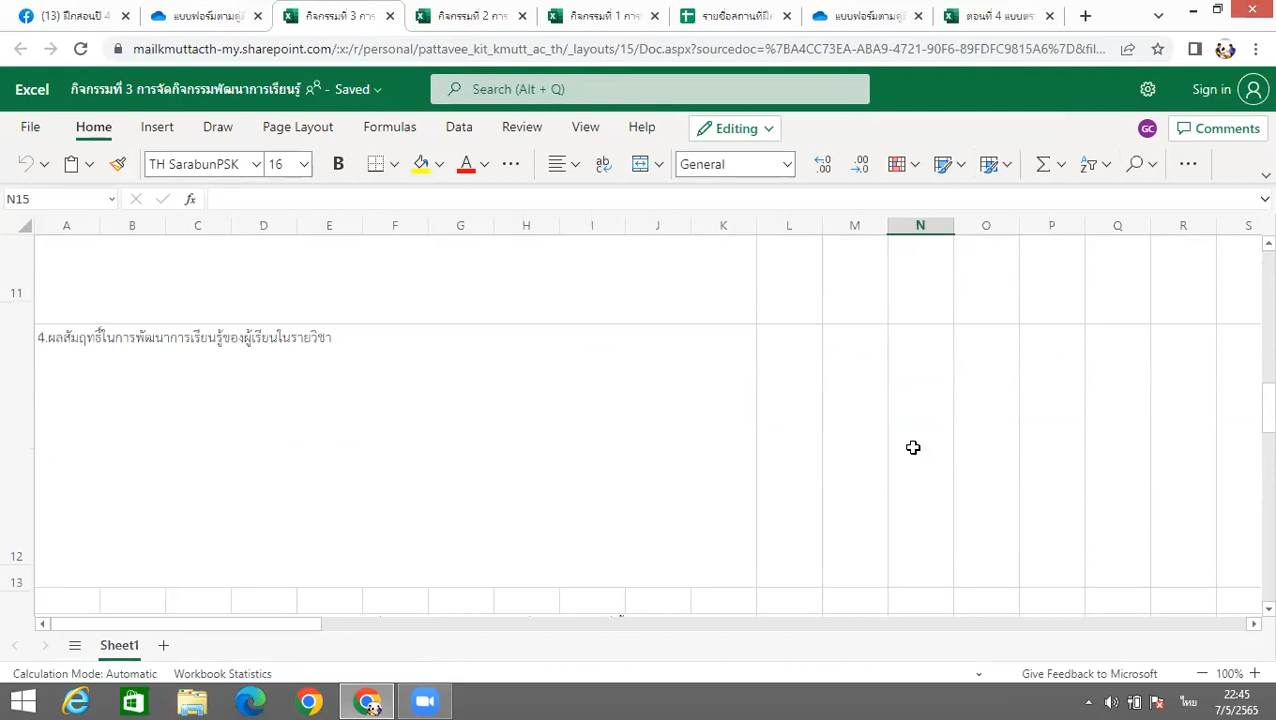 (13) ฝึกสอนปี 4
แบบฟอร์มตามคู่
กิจกรรมที่ 3 กา
กิจกรรมที่ 2 กา
กิจกรรมที่ 1 กา
รายชื่อสถานที่ฝึ
แบบฟอร์มตามคู่
ตอนที่ 4 แบบตร
mailkmuttacth-my.sharepoint.com/:x:/r/personal/pattavee_kit_kmutt_ac_th/_layouts/15/Doc.aspx?sourcedoc=%7BA4CC73EA-ABA9-4721-90F6-89FDFC9815A6%7D&fil...
Excel กิจกรรมที่ 3 การจัดกิจกรรมพัฒนาการเรียนรู้ - Saved Search (Alt + Q) Sign in
File Home Insert Draw Page Layout Formulas Data Review View Help Editing GC Comments
TH SarabunPSK 16 B A General
N15 fx
A B C D E F G H I J K L M N O P Q R S
11
4.ผลสัมฤทธิ์ในการพัฒนาการเรียนรู้ของผู้เรียนในรายวิชา
12
13
Sheet1
Calculation Mode: Automatic Workbook Statistics Give Feedback to Microsoft 100%
ไทย 22:45
7/5/2565